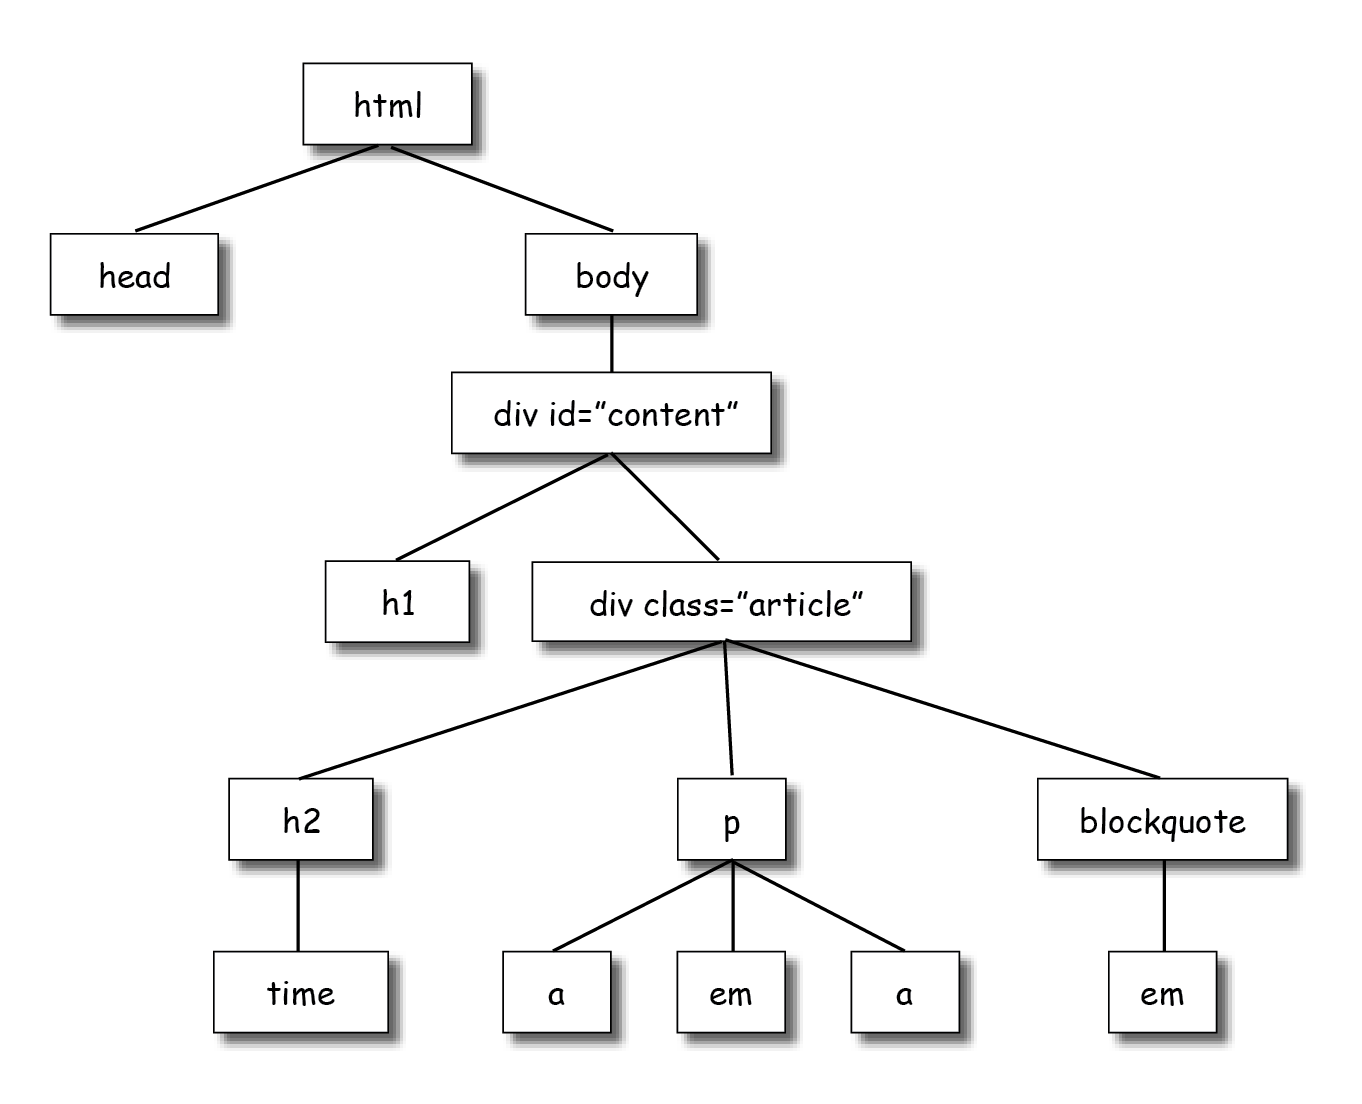 html
head
body
div id=”content”
h1
div class=”article”
h2
p
blockquote
time
a
em
a
em